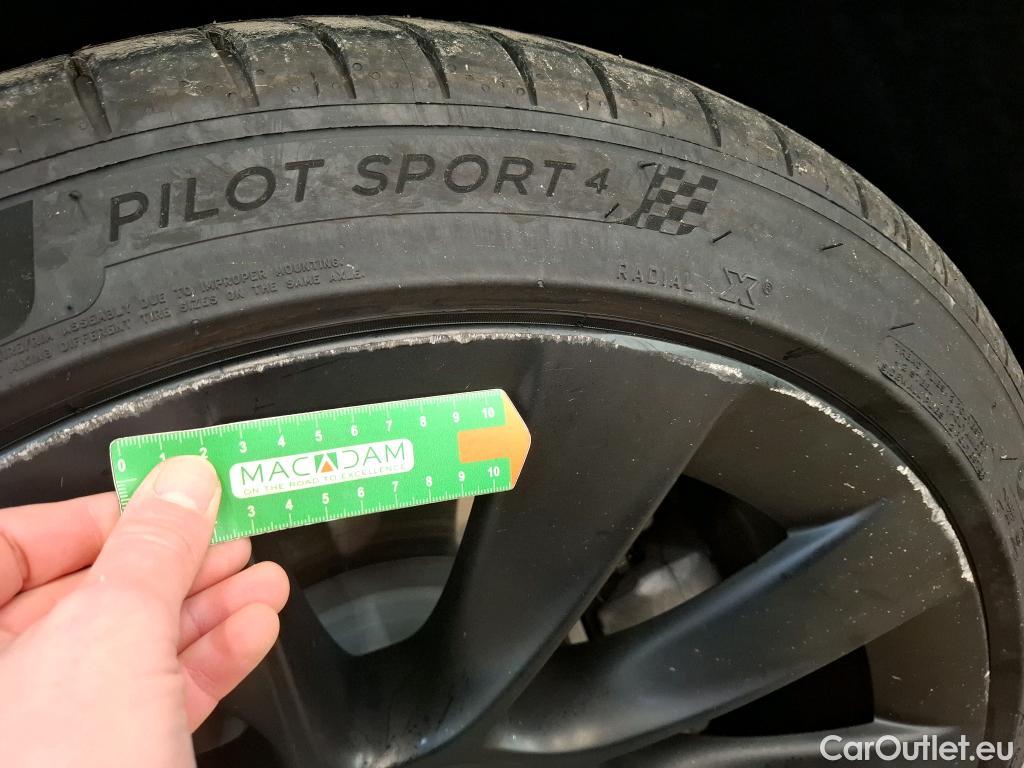 PILOT SPORT 4
ASSEMBLY DUE TO IMPROPER MOUNTING.
MIXING DIFFERENT TIRE SIZES ON THE SAME AXLE.
RADIAL X®
0 1 2 3 4 5 6 7 8 9 10
MACADAM
ON THE ROAD TO EXCELLENCE
3 4 5 6 7 8 9 10
CarOutlet.eu